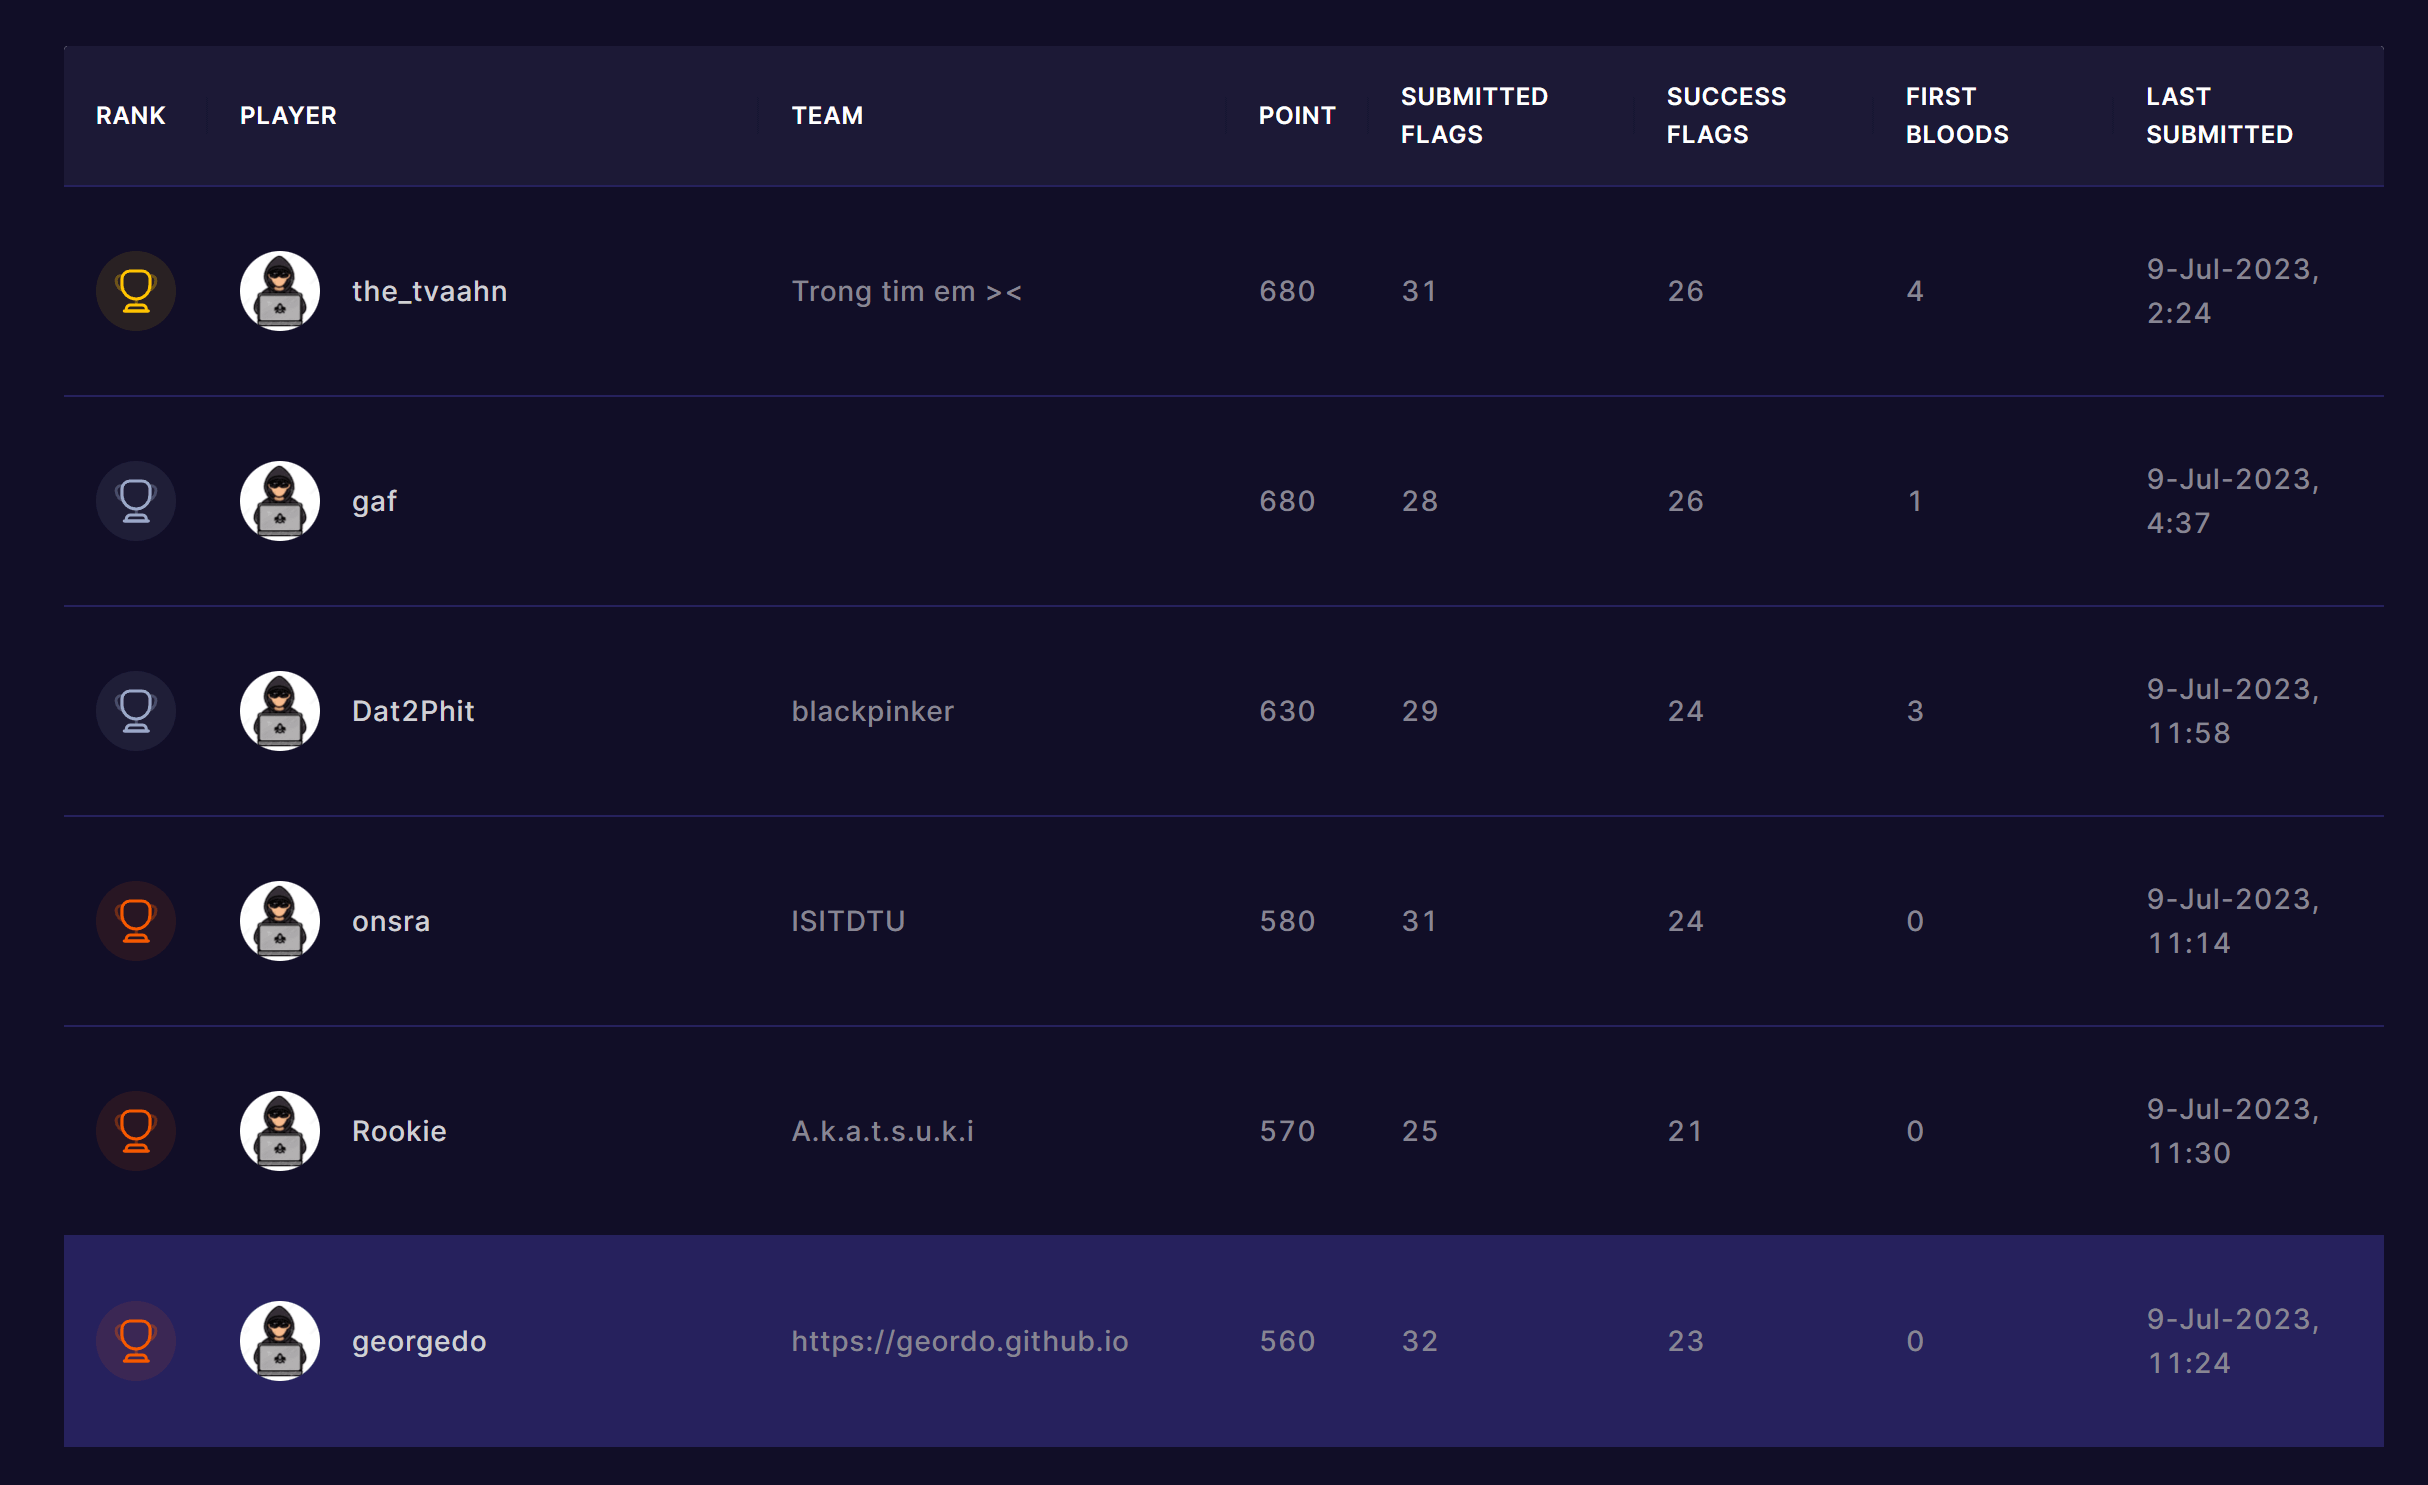 RANK PLAYER TEAM POINT SUBMITTED FLAGS SUCCESS FLAGS FIRST BLOODS LAST SUBMITTED
the_tvaahn Trong tim em >< 680 31 26 4 9-Jul-2023, 2:24
gaf 680 28 26 1 9-Jul-2023, 4:37
Dat2Phit blackpinker 630 29 24 3 9-Jul-2023, 11:58
onsra ISITDTU 580 31 24 0 9-Jul-2023, 11:14
Rookie A.k.a.t.s.u.k.i 570 25 21 0 9-Jul-2023, 11:30
georgedo https://geordo.github.io 560 32 23 0 9-Jul-2023, 11:24